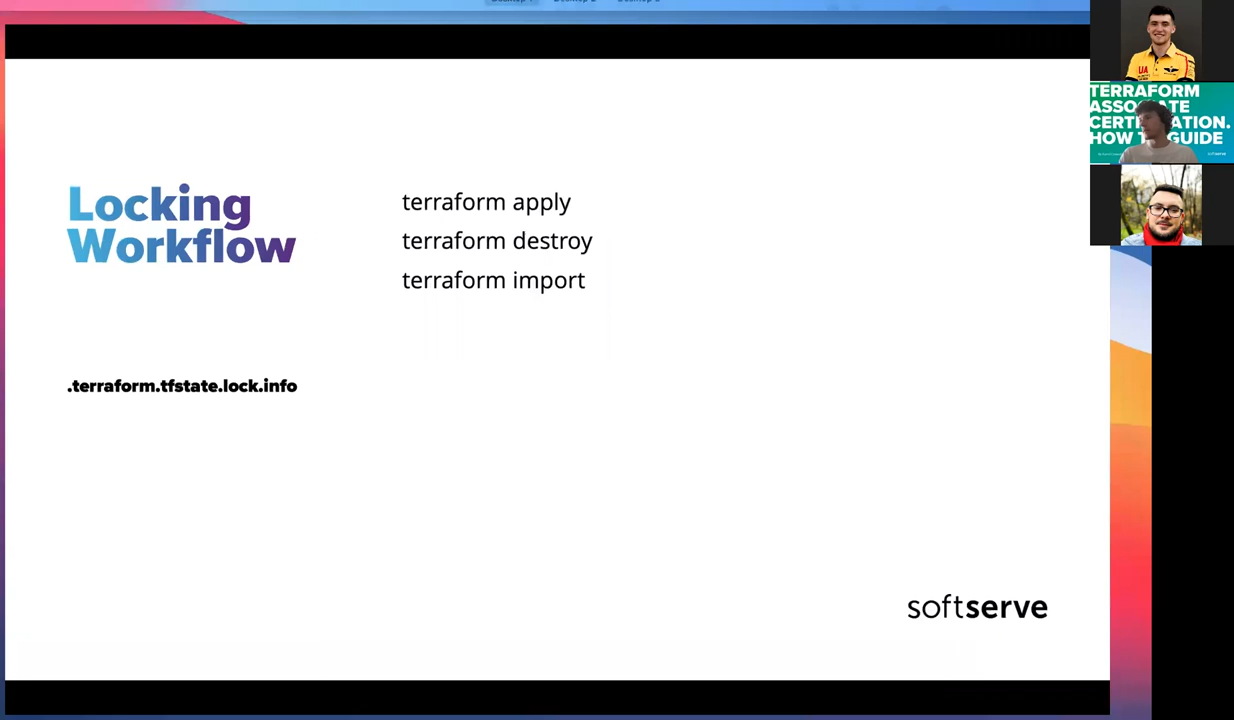 Locking
Workflow
terraform apply
terraform destroy
terraform import
.terraform.tfstate.lock.info
softserve
UA
TERRAFORM
ASSOCIATE
CERTIFICATION.
HOW TO GUIDE